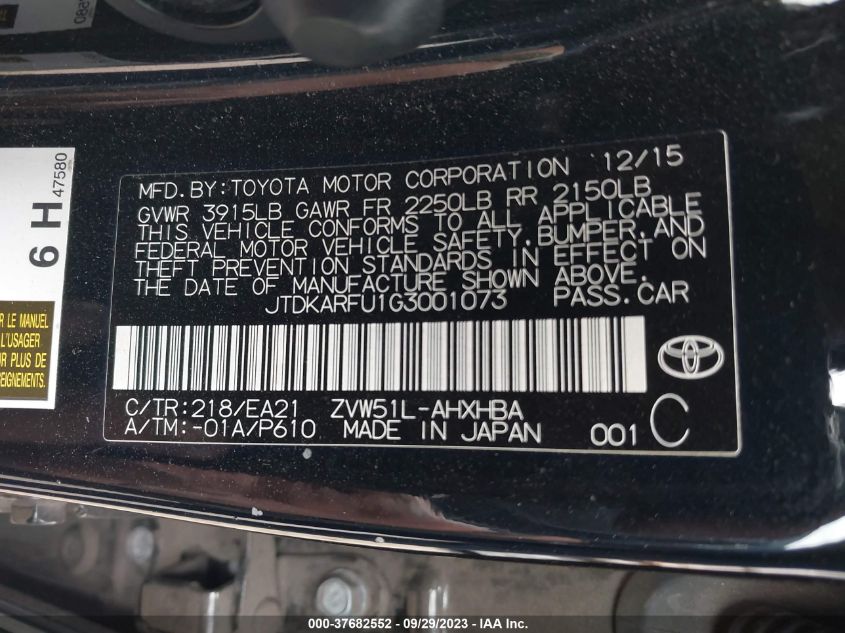 6 H 47580
R LE MANUEL
L'USAGER
UR PLUS DE
EIGNEMENTS.
MFD. BY: TOYOTA MOTOR CORPORATION 12/15
GVWR 3915LB GAWR FR 2250LB RR 2150LB
THIS VEHICLE CONFORMS TO ALL APPLICABLE
FEDERAL MOTOR VEHICLE SAFETY, BUMPER, AND
THEFT PREVENTION STANDARDS IN EFFECT ON
THE DATE OF MANUFACTURE SHOWN ABOVE.
JTDKARFU1G3001073 PASS. CAR
C/TR: 218/EA21 ZVW51L-AHXHBA
A/TM: -01A/P610 MADE IN JAPAN 001 C
000-37682552 - 09/29/2023 - IAA Inc.